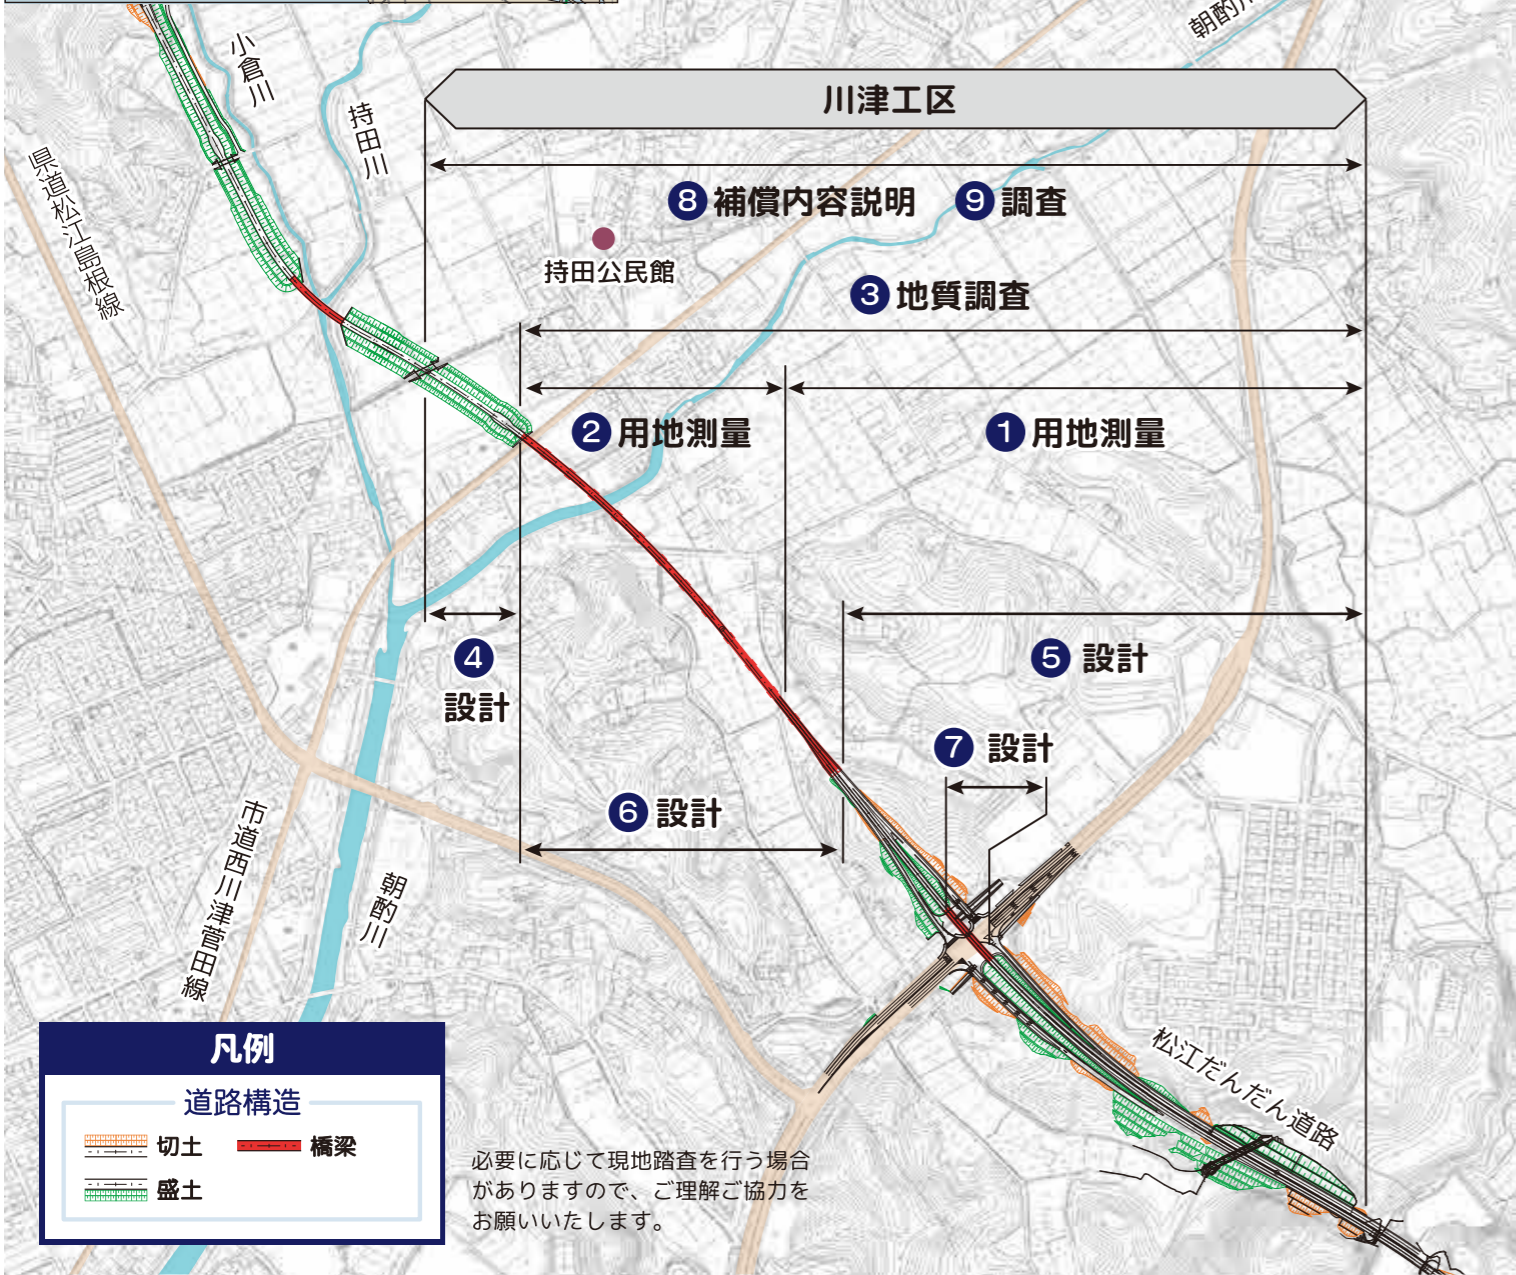 朝酌川
小倉川
持田川
県道松江島根線
川津工区
8 補償内容説明 9 調査
持田公民館
3 地質調査
2 用地測量
1 用地測量
4
設計
5 設計
7 設計
6 設計
市道西川津菅田線
朝酌川
松江だんだん道路
凡例
道路構造
切土 橋梁
盛土
必要に応じて現地踏査を行う場合
がありますので、ご理解ご協力を
お願いいたします。